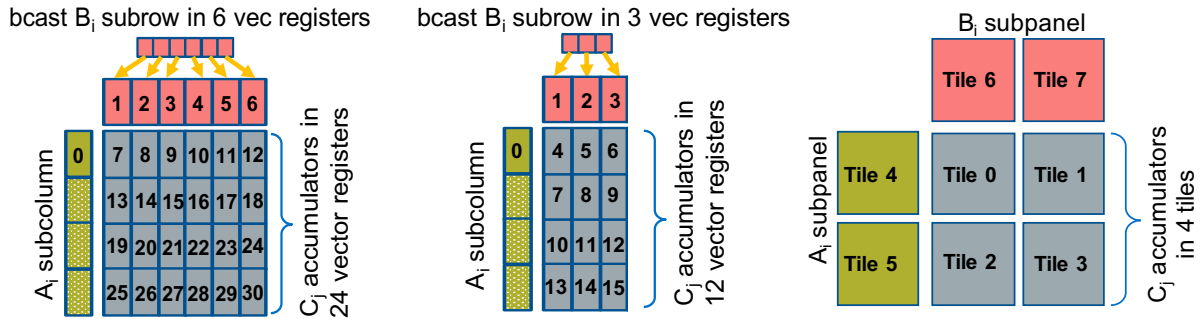 bcast Bi subrow in 6 vec registers
1 2 3 4 5 6
Ai subcolumn
0
7 8 9 10 11 12
13 14 15 16 17 18
19 20 21 22 23 24
25 26 27 28 29 30
Cj accumulators in
24 vector registers
bcast Bi subrow in 3 vec registers
1 2 3
Ai subcolumn
0
4 5 6
7 8 9
10 11 12
13 14 15
Cj accumulators in
12 vector registers
Bi subpanel
Tile 6 Tile 7
Ai subpanel
Tile 4 Tile 0 Tile 1
Tile 5 Tile 2 Tile 3
Cj accumulators
in 4 tiles